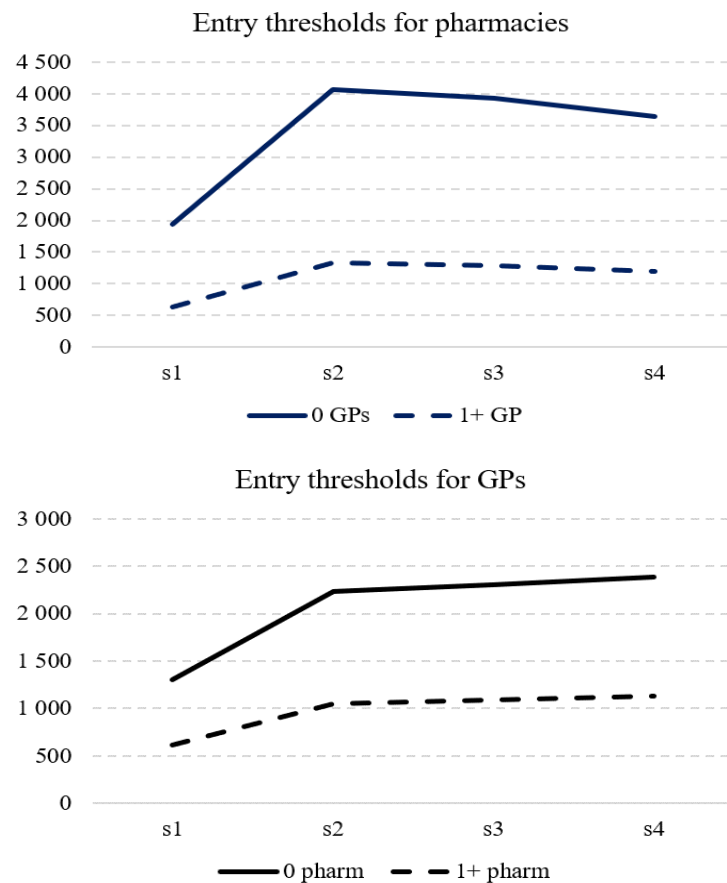 Entry thresholds for pharmacies
4 500
4 000
3 500
3 000
2 500
2 000
1 500
1 000
500
0
s1 s2 s3 s4
0 GPs 1+ GP
Entry thresholds for GPs
3 000
2 500
2 000
1 500
1 000
500
0
s1 s2 s3 s4
0 pharm 1+ pharm